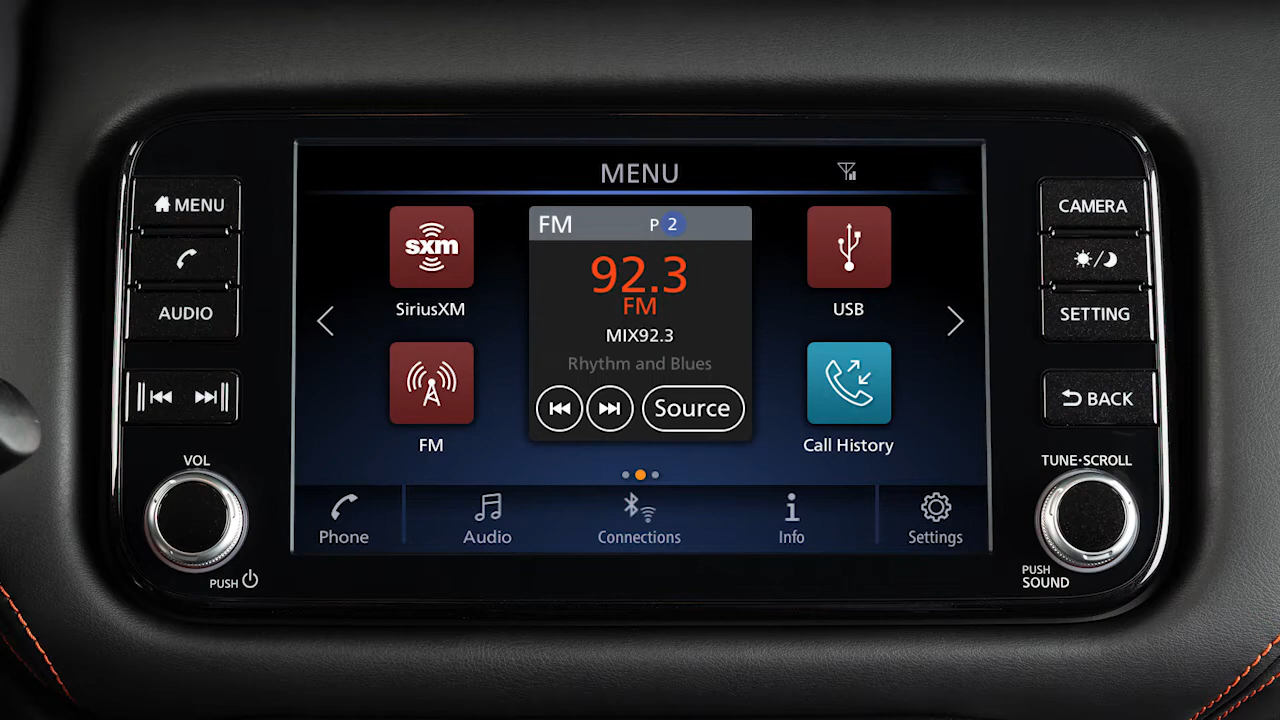 MENU
MENU
AUDIO
VOL
PUSH
sxm
SiriusXM
FM
FM P 2
92.3
FM
MIX92.3
Rhythm and Blues
Source
USB
Call History
Phone
Audio
Connections
Info
Settings
CAMERA
SETTING
BACK
TUNE·SCROLL
PUSH
SOUND